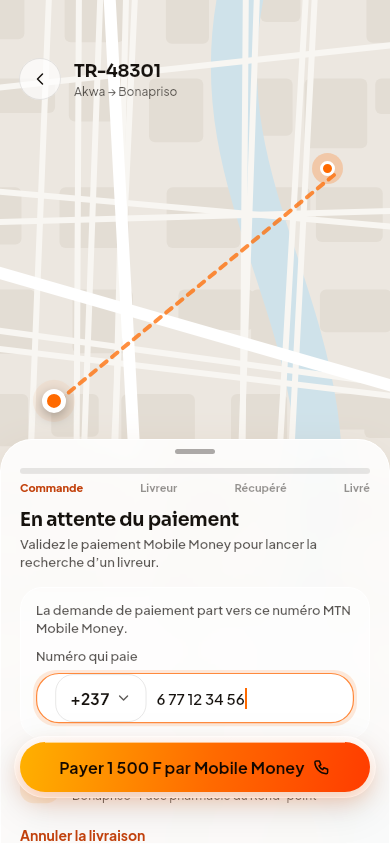 TR-48301
Akwa → Bonapriso
Commande Livreur Récupéré Livré
En attente du paiement
Validez le paiement Mobile Money pour lancer la
recherche d'un livreur.
La demande de paiement part vers ce numéro MTN
Mobile Money.
Numéro qui paie
+237 6 77 12 34 56
Payer 1 500 F par Mobile Money
Annuler la livraison